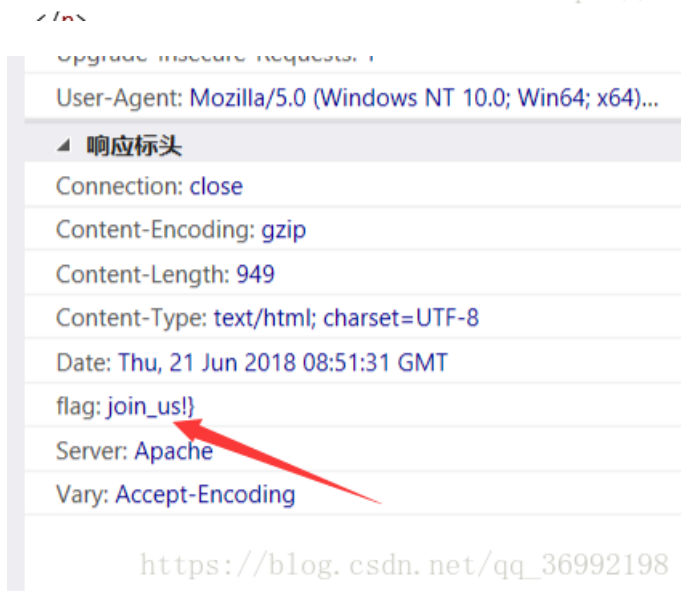 </p>
Upgrade-Insecure-Requests: 1
User-Agent: Mozilla/5.0 (Windows NT 10.0; Win64; x64)...
响应标头
Connection: close
Content-Encoding: gzip
Content-Length: 949
Content-Type: text/html; charset=UTF-8
Date: Thu, 21 Jun 2018 08:51:31 GMT
flag: join_us!}
Server: Apache
Vary: Accept-Encoding
https://blog.csdn.net/qq_36992198